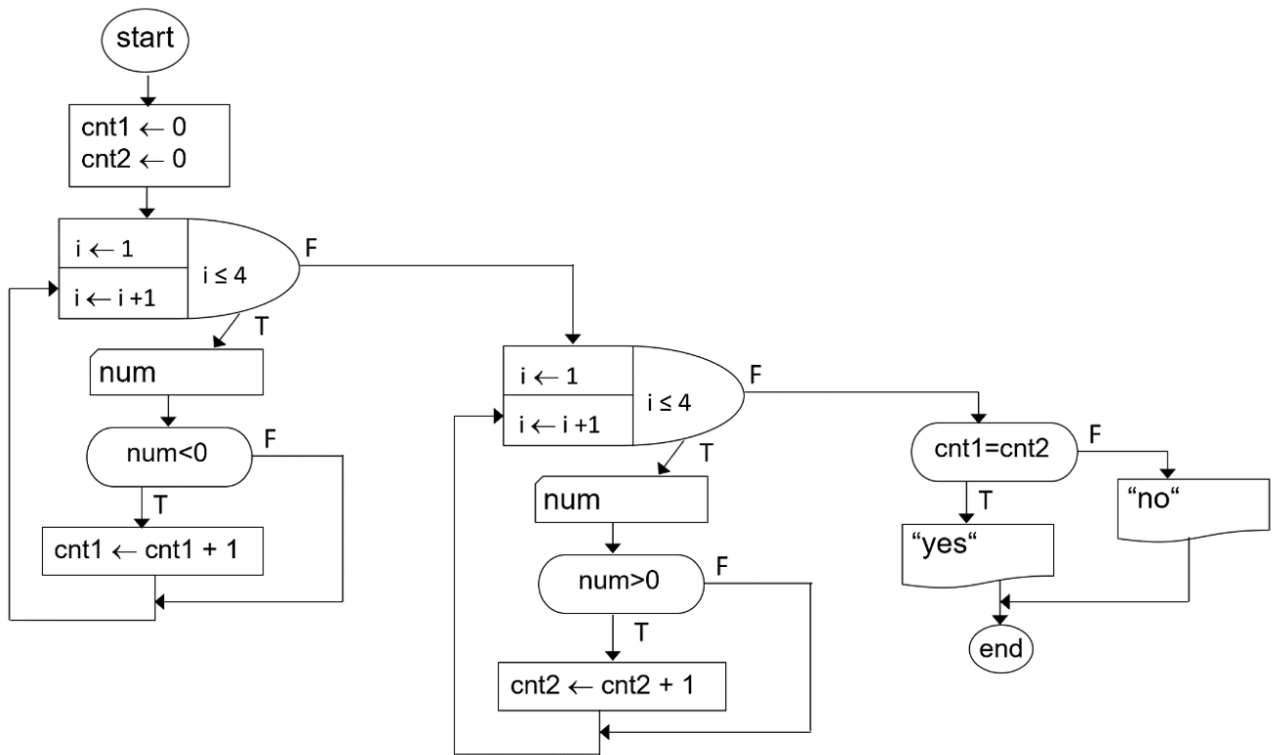 start
cnt1 ← 0
cnt2 ← 0
i ← 1
i ← i +1
i ≤ 4
F
T
num
num<0
F
T
cnt1 ← cnt1 + 1
i ← 1
i ← i +1
i ≤ 4
F
T
num
num>0
F
T
cnt2 ← cnt2 + 1
cnt1=cnt2
F
T
“no“
“yes“
end